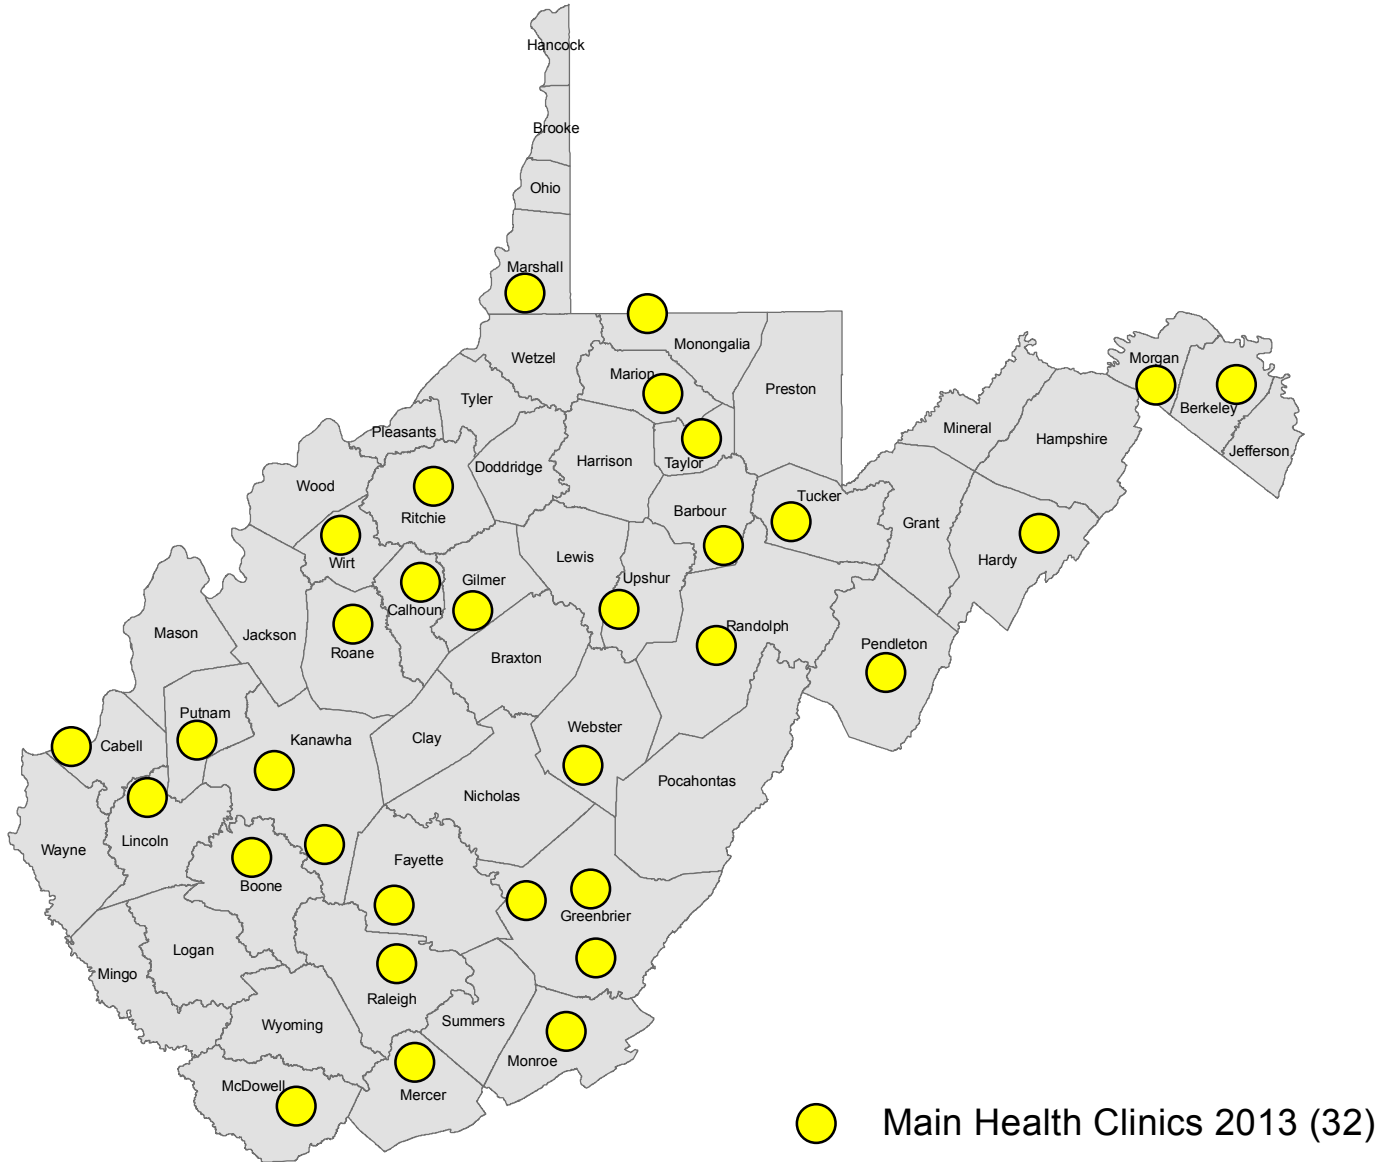 Hancock
Brooke
Ohio
Marshall
Monongalia
Wetzel
Morgan
Marion
Preston
Tyler
Berkeley
Pleasants
Mineral
Hampshire
Jefferson
Taylor
Harrison
Doddridge
Wood
Tucker
Barbour
Ritchie
Grant
Lewis
Hardy
Wirt
Upshur
Gilmer
Calhoun
Randolph
Mason
Jackson
Pendleton
Roane
Braxton
Putnam
Webster
Clay
Kanawha
Cabell
Pocahontas
Nicholas
Lincoln
Wayne
Fayette
Boone
Greenbrier
Logan
Mingo
Raleigh
Summers
Wyoming
Monroe
McDowell
Mercer
Main Health Clinics 2013 (32)